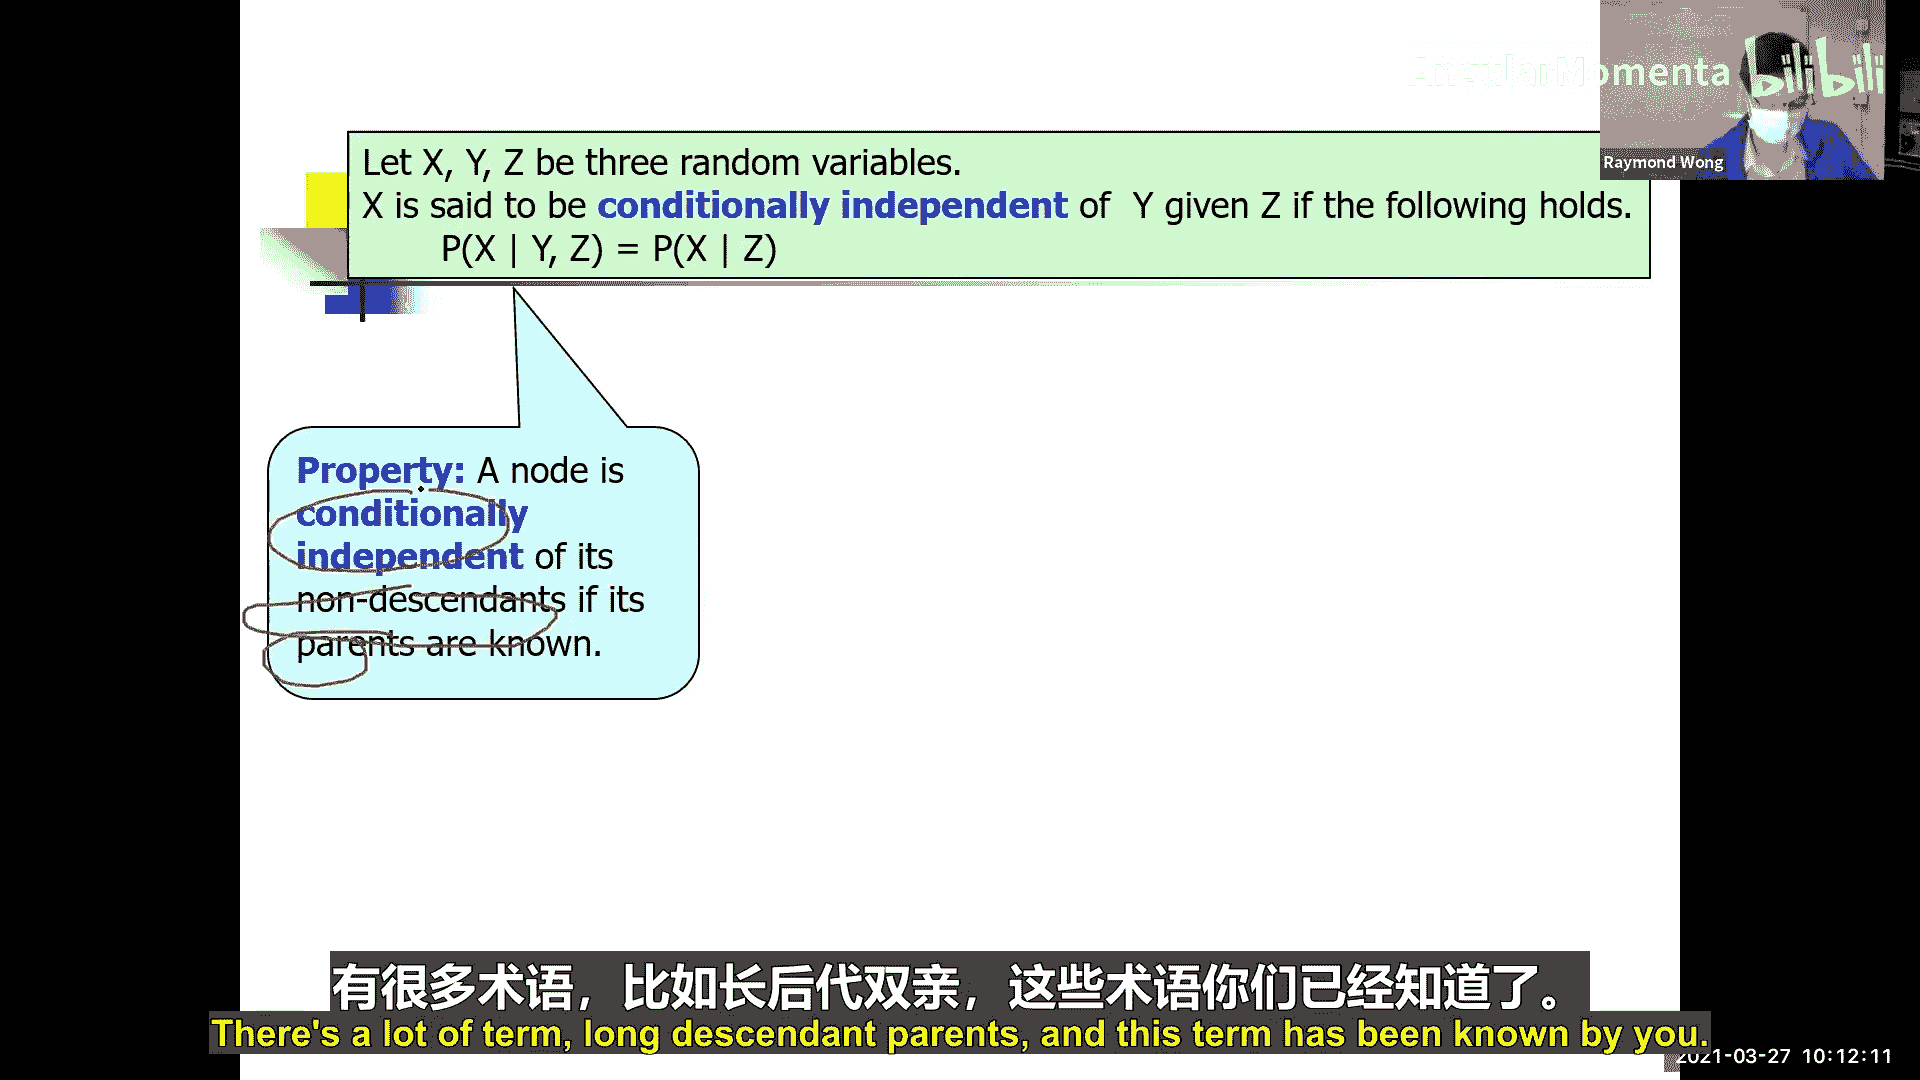 Momenta
bilibili
Raymond Wong
Let X, Y, Z be three random variables.
X is said to be conditionally independent of Y given Z if the following holds.
P(X | Y, Z) = P(X | Z)
Property: A node is
conditionally
independent of its
non-descendants if its
parents are known.
有很多术语，比如长后代双亲，这些术语你们已经知道了。
There's a lot of term, long descendant parents, and this term has been known by you.
2021-03-27 10:12:11